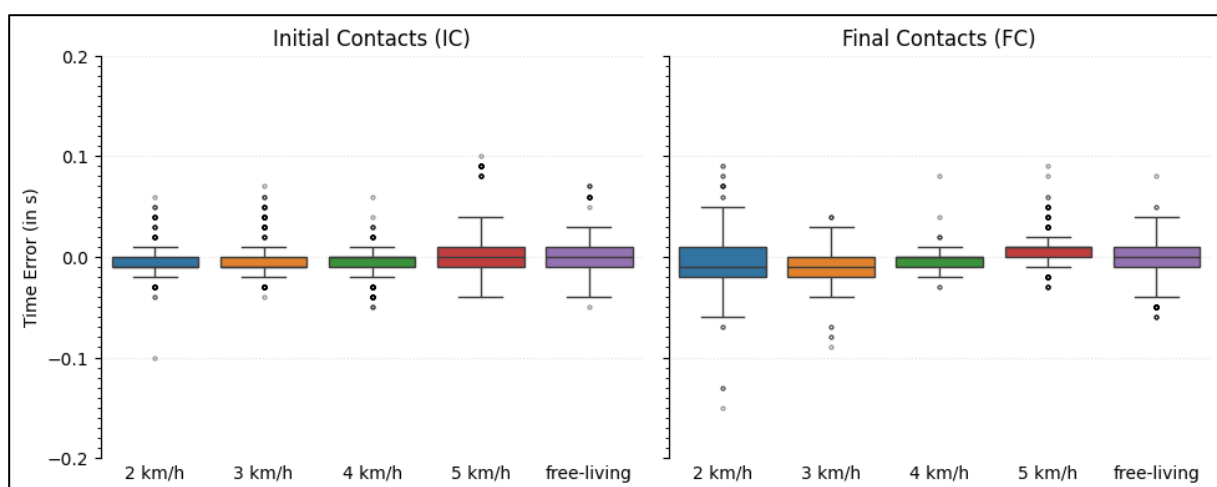 Initial Contacts (IC)
Final Contacts (FC)
Time Error (in s)
0.2
0.1
0.0
−0.1
−0.2
2 km/h 3 km/h 4 km/h 5 km/h free-living
2 km/h 3 km/h 4 km/h 5 km/h free-living